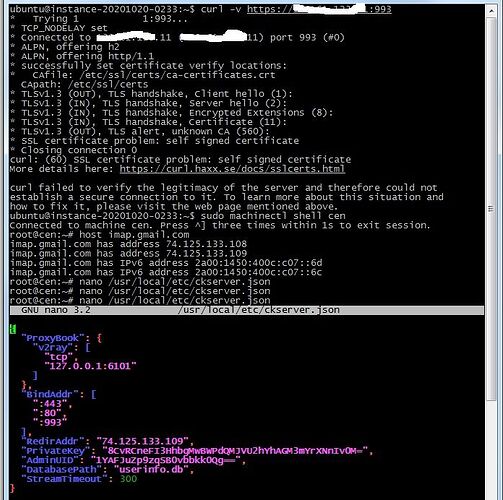 ubuntu@instance-20201020-0233:~$ curl -v https:// :993
* Trying 1 1:993...
* TCP_NODELAY set
* Connected to .11 ( 11) port 993 (#0)
* ALPN, offering h2
* ALPN, offering http/1.1
* successfully set certificate verify locations:
* CAfile: /etc/ssl/certs/ca-certificates.crt
CApath: /etc/ssl/certs
* TLSv1.3 (OUT), TLS handshake, Client hello (1):
* TLSv1.3 (IN), TLS handshake, Server hello (2):
* TLSv1.3 (IN), TLS handshake, Encrypted Extensions (8):
* TLSv1.3 (IN), TLS handshake, Certificate (11):
* TLSv1.3 (OUT), TLS alert, unknown CA (560):
* SSL certificate problem: self signed certificate
* Closing connection 0
curl: (60) SSL certificate problem: self signed certificate
More details here: https://curl.haxx.se/docs/sslcerts.html
curl failed to verify the legitimacy of the server and therefore could not
establish a secure connection to it. To learn more about this situation and
how to fix it, please visit the web page mentioned above.
ubuntu@instance-20201020-0233:~$ sudo machinectl shell cen
Connected to machine cen. Press ^] three times within 1s to exit session.
root@cen:~# host imap.gmail.com
imap.gmail.com has address 74.125.133.108
imap.gmail.com has address 74.125.133.109
imap.gmail.com has IPv6 address 2a00:1450:400c:c07::6d
imap.gmail.com has IPv6 address 2a00:1450:400c:c07::6c
root@cen:~# nano /usr/local/etc/ckserver.json
root@cen:~# nano /usr/local/etc/ckserver.json
root@cen:~# nano /usr/local/etc/ckserver.json
GNU nano 3.2 /usr/local/etc/ckserver.json
{
"ProxyBook": {
"v2ray": [
"tcp",
"127.0.0.1:6101"
]
},
"BindAddr": [
":443",
":80",
":993"
],
"RedirAddr": "74.125.133.109",
"PrivateKey": "8CvRCneFI3HhbgMwBWPdQMJVU2hYhAGM3mYrXNnIv0M=",
"AdminUID": "1YAFJuZp9zqSB0vbbkk0Qg==",
"DatabasePath": "userinfo.db",
"StreamTimeout": 300
}